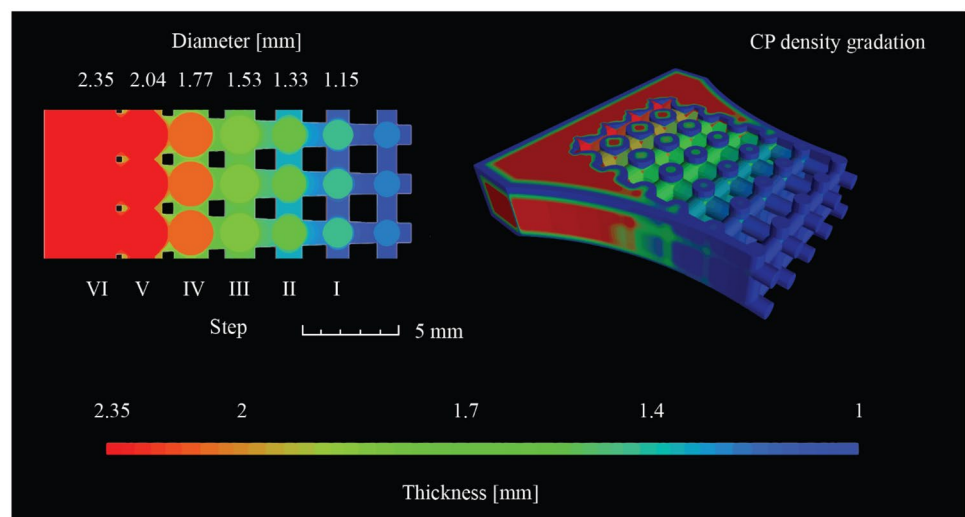 Diameter [mm]
2.35 2.04 1.77 1.53 1.33 1.15
VI V IV III II I
Step
5 mm
CP density gradation
2.35 2 1.7 1.4 1
Thickness [mm]